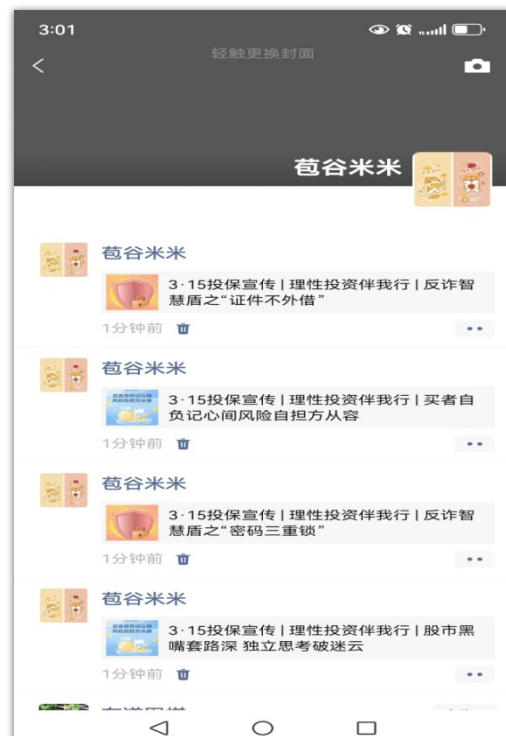 3:01
轻触更换封面
苞谷米米
苞谷米米
3·15投保宣传|理性投资伴我行|反诈智
慧盾之“证件不外借”
1分钟前
苞谷米米
3·15投保宣传|理性投资伴我行|买者自
负记心间风险自担方从容
1分钟前
苞谷米米
3·15投保宣传|理性投资伴我行|反诈智
慧盾之“密码三重锁”
1分钟前
苞谷米米
3·15投保宣传|理性投资伴我行|股市黑
嘴套路深 独立思考破迷云
1分钟前